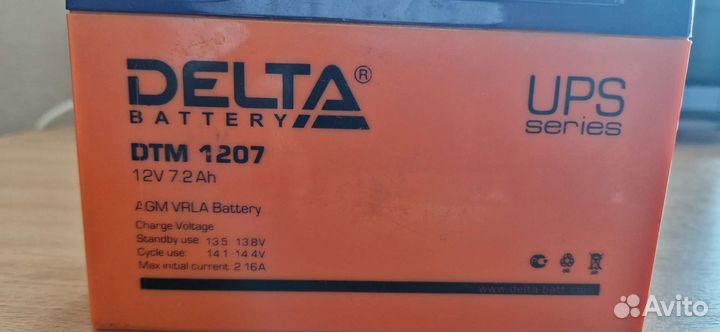 DELTA®
BATTERY
UPS
series
DTM 1207
12V 7.2Ah
AGM VRLA Battery
Charge Voltage
Standby use: 13.5 13.8V
Cycle use: 14.1-14.4V
Max initial current: 2.16A
www.delta-batt.com
Avito